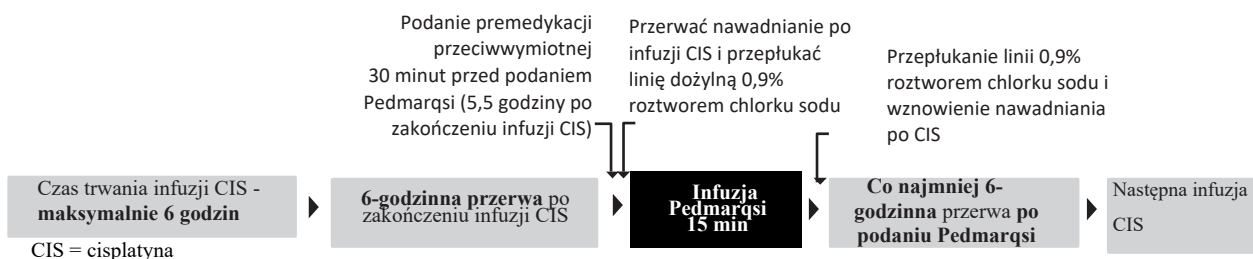 Podanie premedykacji
przeciwwymiotnej
30 minut przed podaniem
Pedmarqsi (5,5 godziny po
zakończeniu infuzji CIS)
Przerwać nawadnianie po
infuzji CIS i przepłukać
linię dożylną 0,9%
roztworem chlorku sodu
Przepłukanie linii 0,9%
roztworem chlorku sodu i
wznowienie nawadniania
po CIS
Czas trwania infuzji CIS -
maksymalnie 6 godzin
6-godzinna przerwa po
zakończeniu infuzji CIS
Infuzja
Pedmarqsi
15 min
Co najmniej 6-
godzinna przerwa po
podaniu Pedmarqsi
Następna infuzja
CIS
CIS = cisplatyna